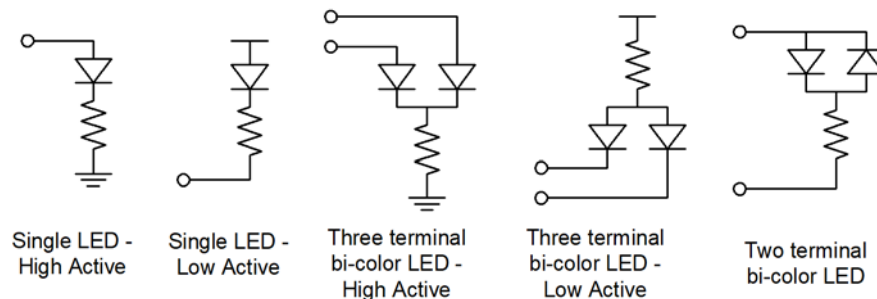 Single LED -
High Active
Single LED -
Low Active
Three terminal
bi-color LED -
High Active
Three terminal
bi-color LED -
Low Active
Two terminal
bi-color LED